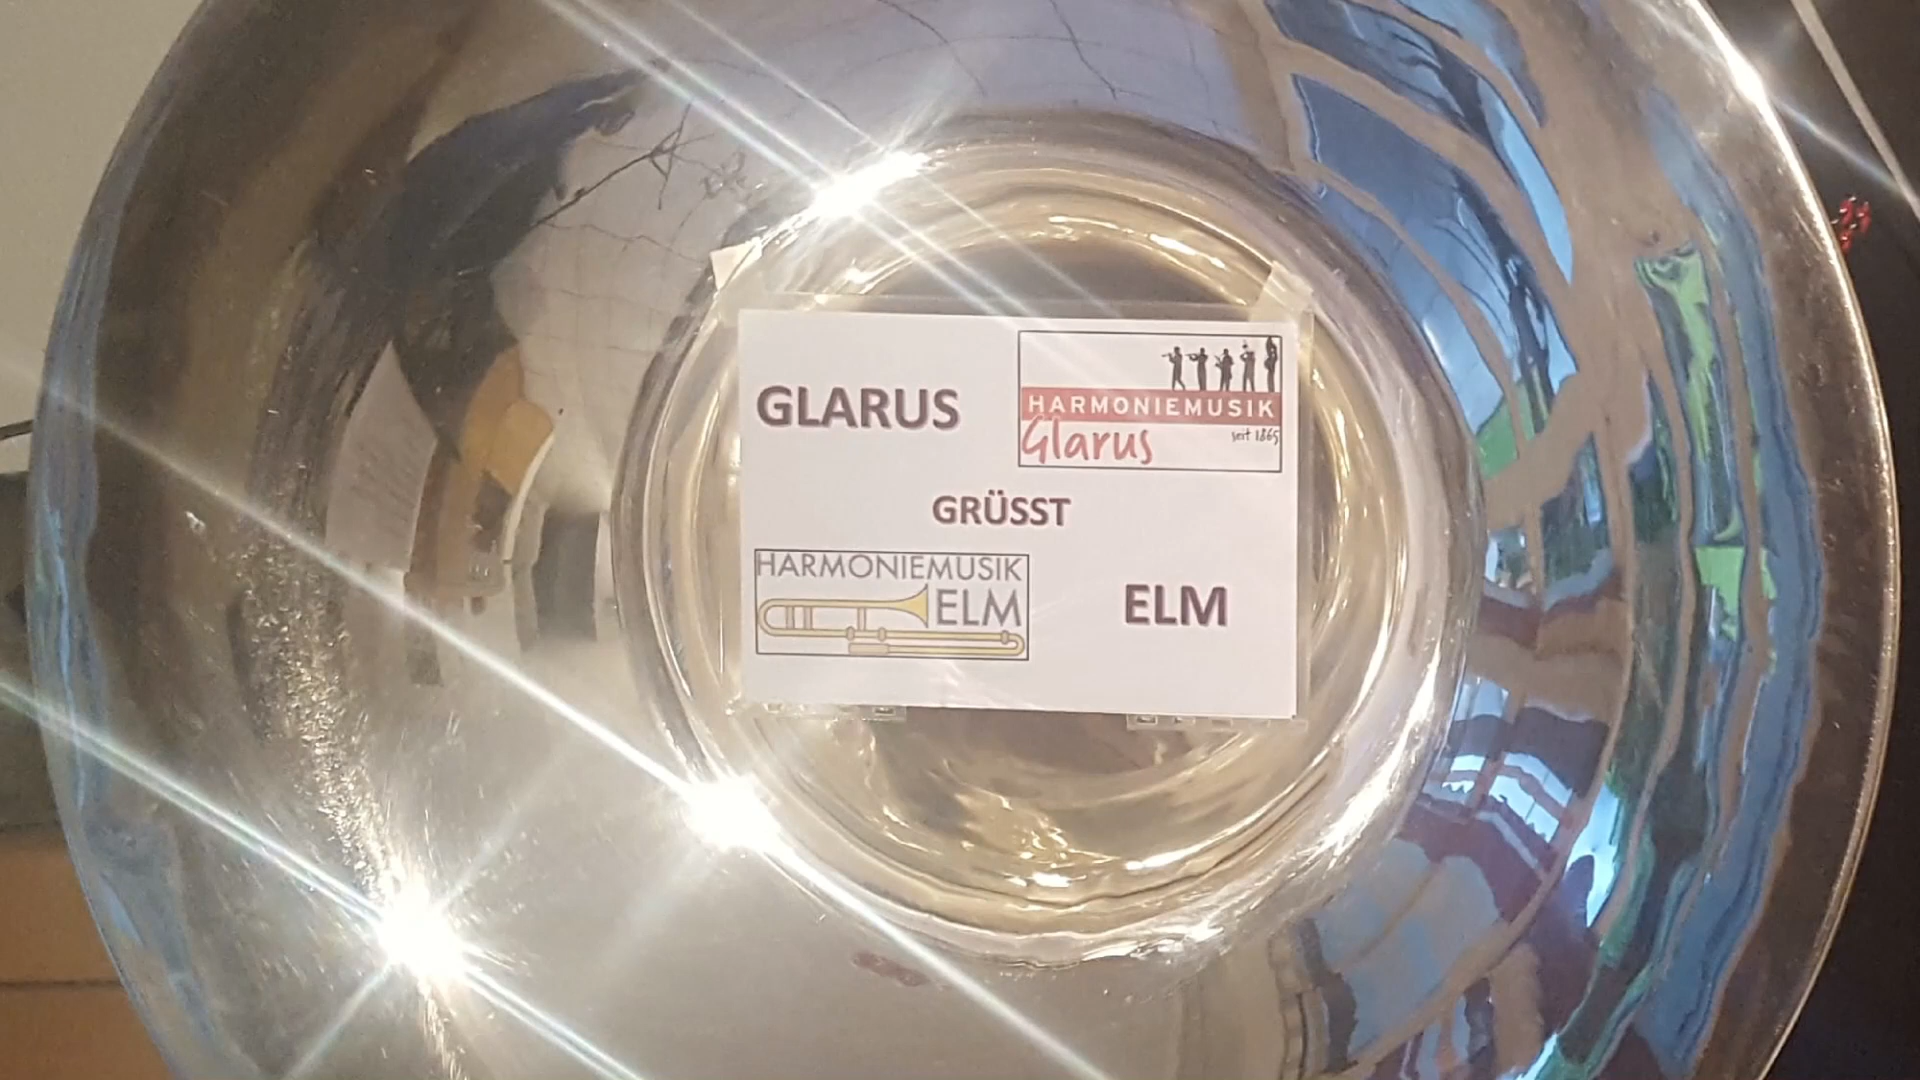 GLARUS
HARMONIEMUSIK
Glarus
seit 1865
GRÜSST
HARMONIEMUSIK
ELM
ELM